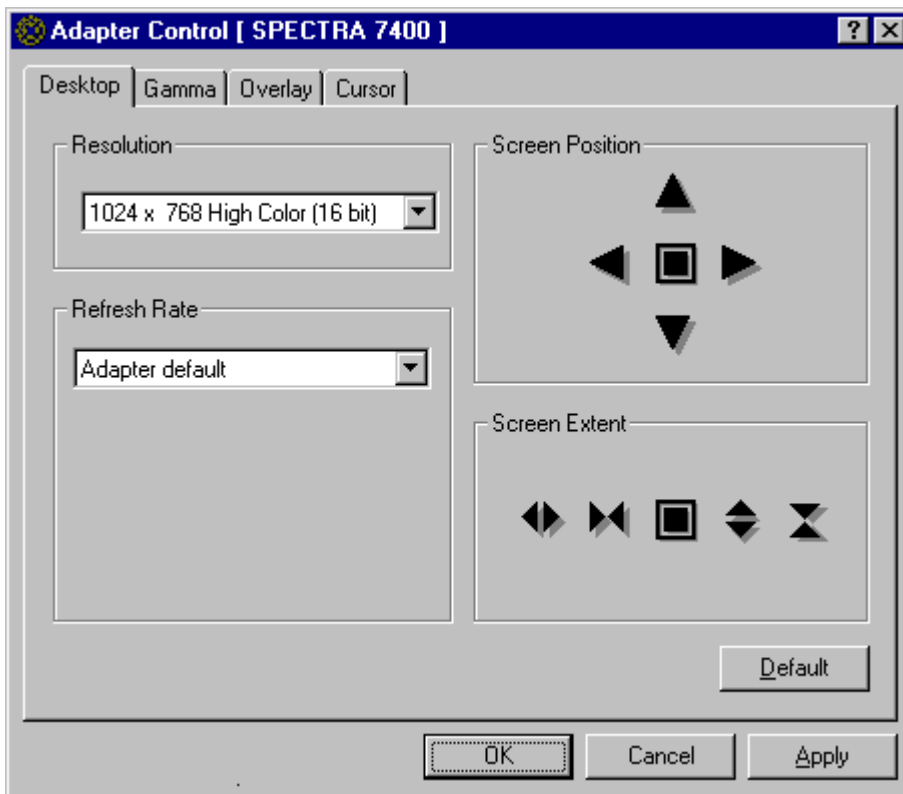 Adapter Control [ SPECTRA 7400 ]
Desktop Gamma Overlay Cursor
Resolution
1024 x  768 High Color (16 bit)
Refresh Rate
Adapter default
Screen Position
Screen Extent
Default
OK Cancel Apply